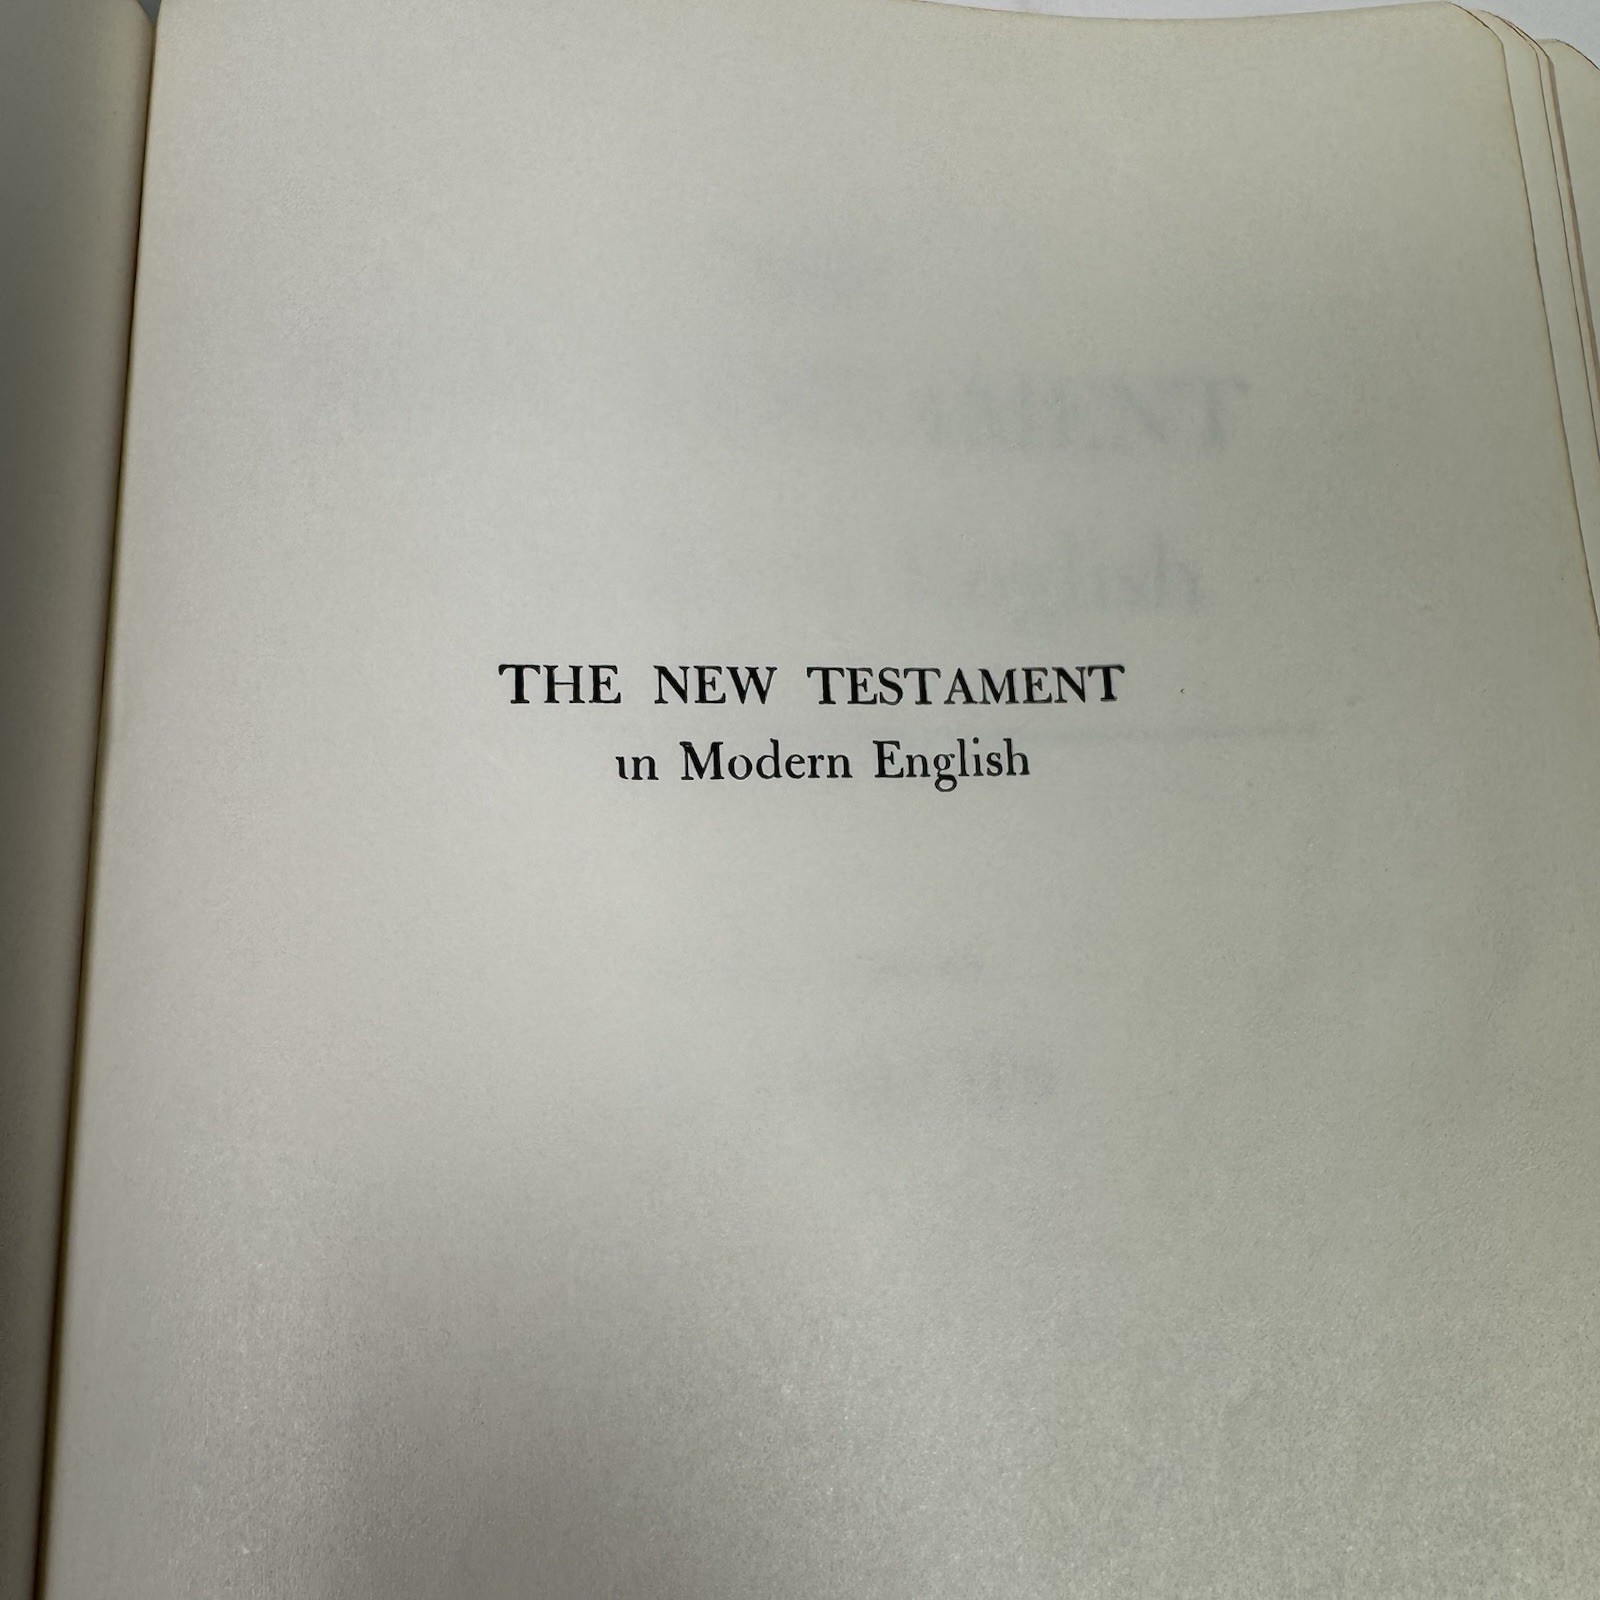 THE NEW TESTAMENT
in Modern English